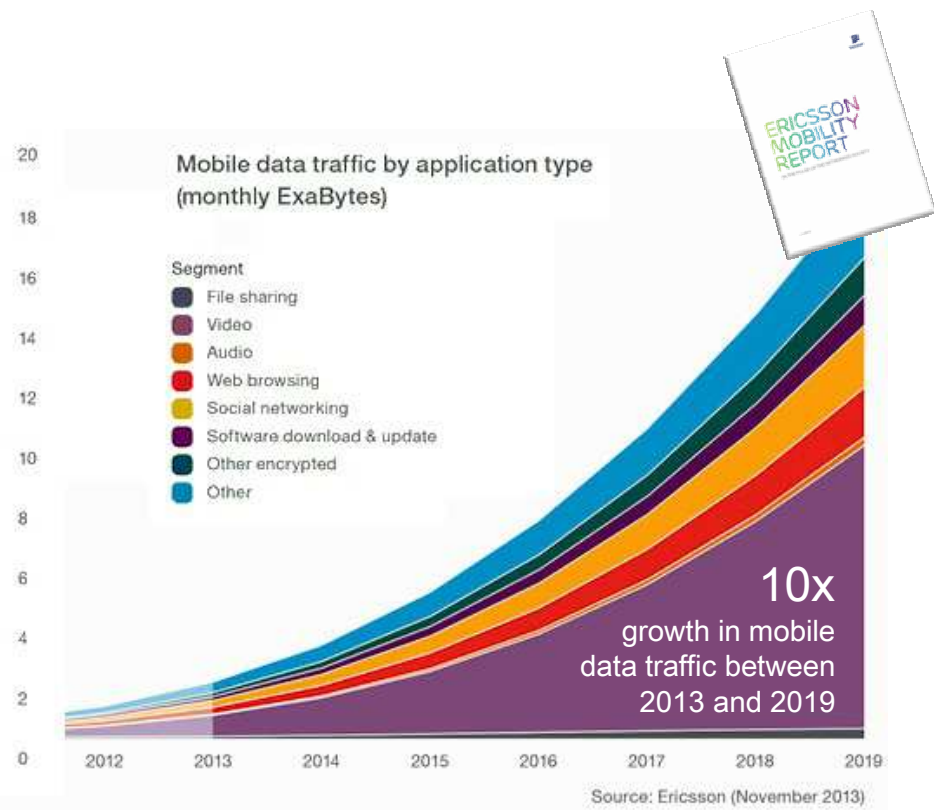 ERICSSON
MOBILITY
REPORT
Mobile data traffic by application type
(monthly ExaBytes)
20
18
16
14
12
10
8
6
4
2
0
Segment
File sharing
Video
Audio
Web browsing
Social networking
Software download & update
Other encrypted
Other
10x
growth in mobile
data traffic between
2013 and 2019
2012 2013 2014 2015 2016 2017 2018 2019
Source: Ericsson (November 2013)